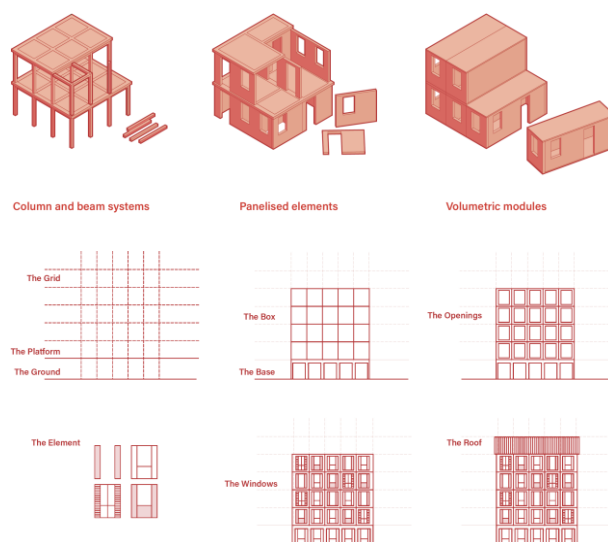 Column and beam systems
Panelised elements
Volumetric modules
The Grid
The Platform
The Ground
The Box
The Base
The Openings
The Element
The Windows
The Roof